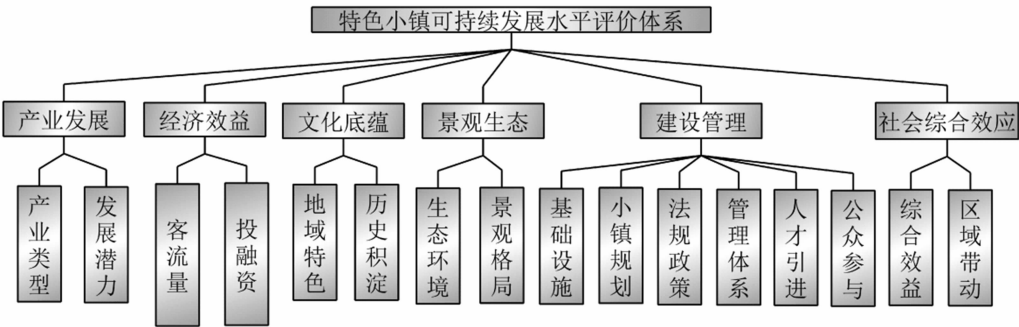 特色小镇可持续发展水平评价体系
产业发展
经济效益
文化底蕴
景观生态
建设管理
社会综合效应
产业类型
发展潜力
客流量
投融资
地域特色
历史积淀
生态环境
景观格局
基础设施
小镇规划
法规政策
管理体系
人才引进
公众参与
综合效益
区域带动